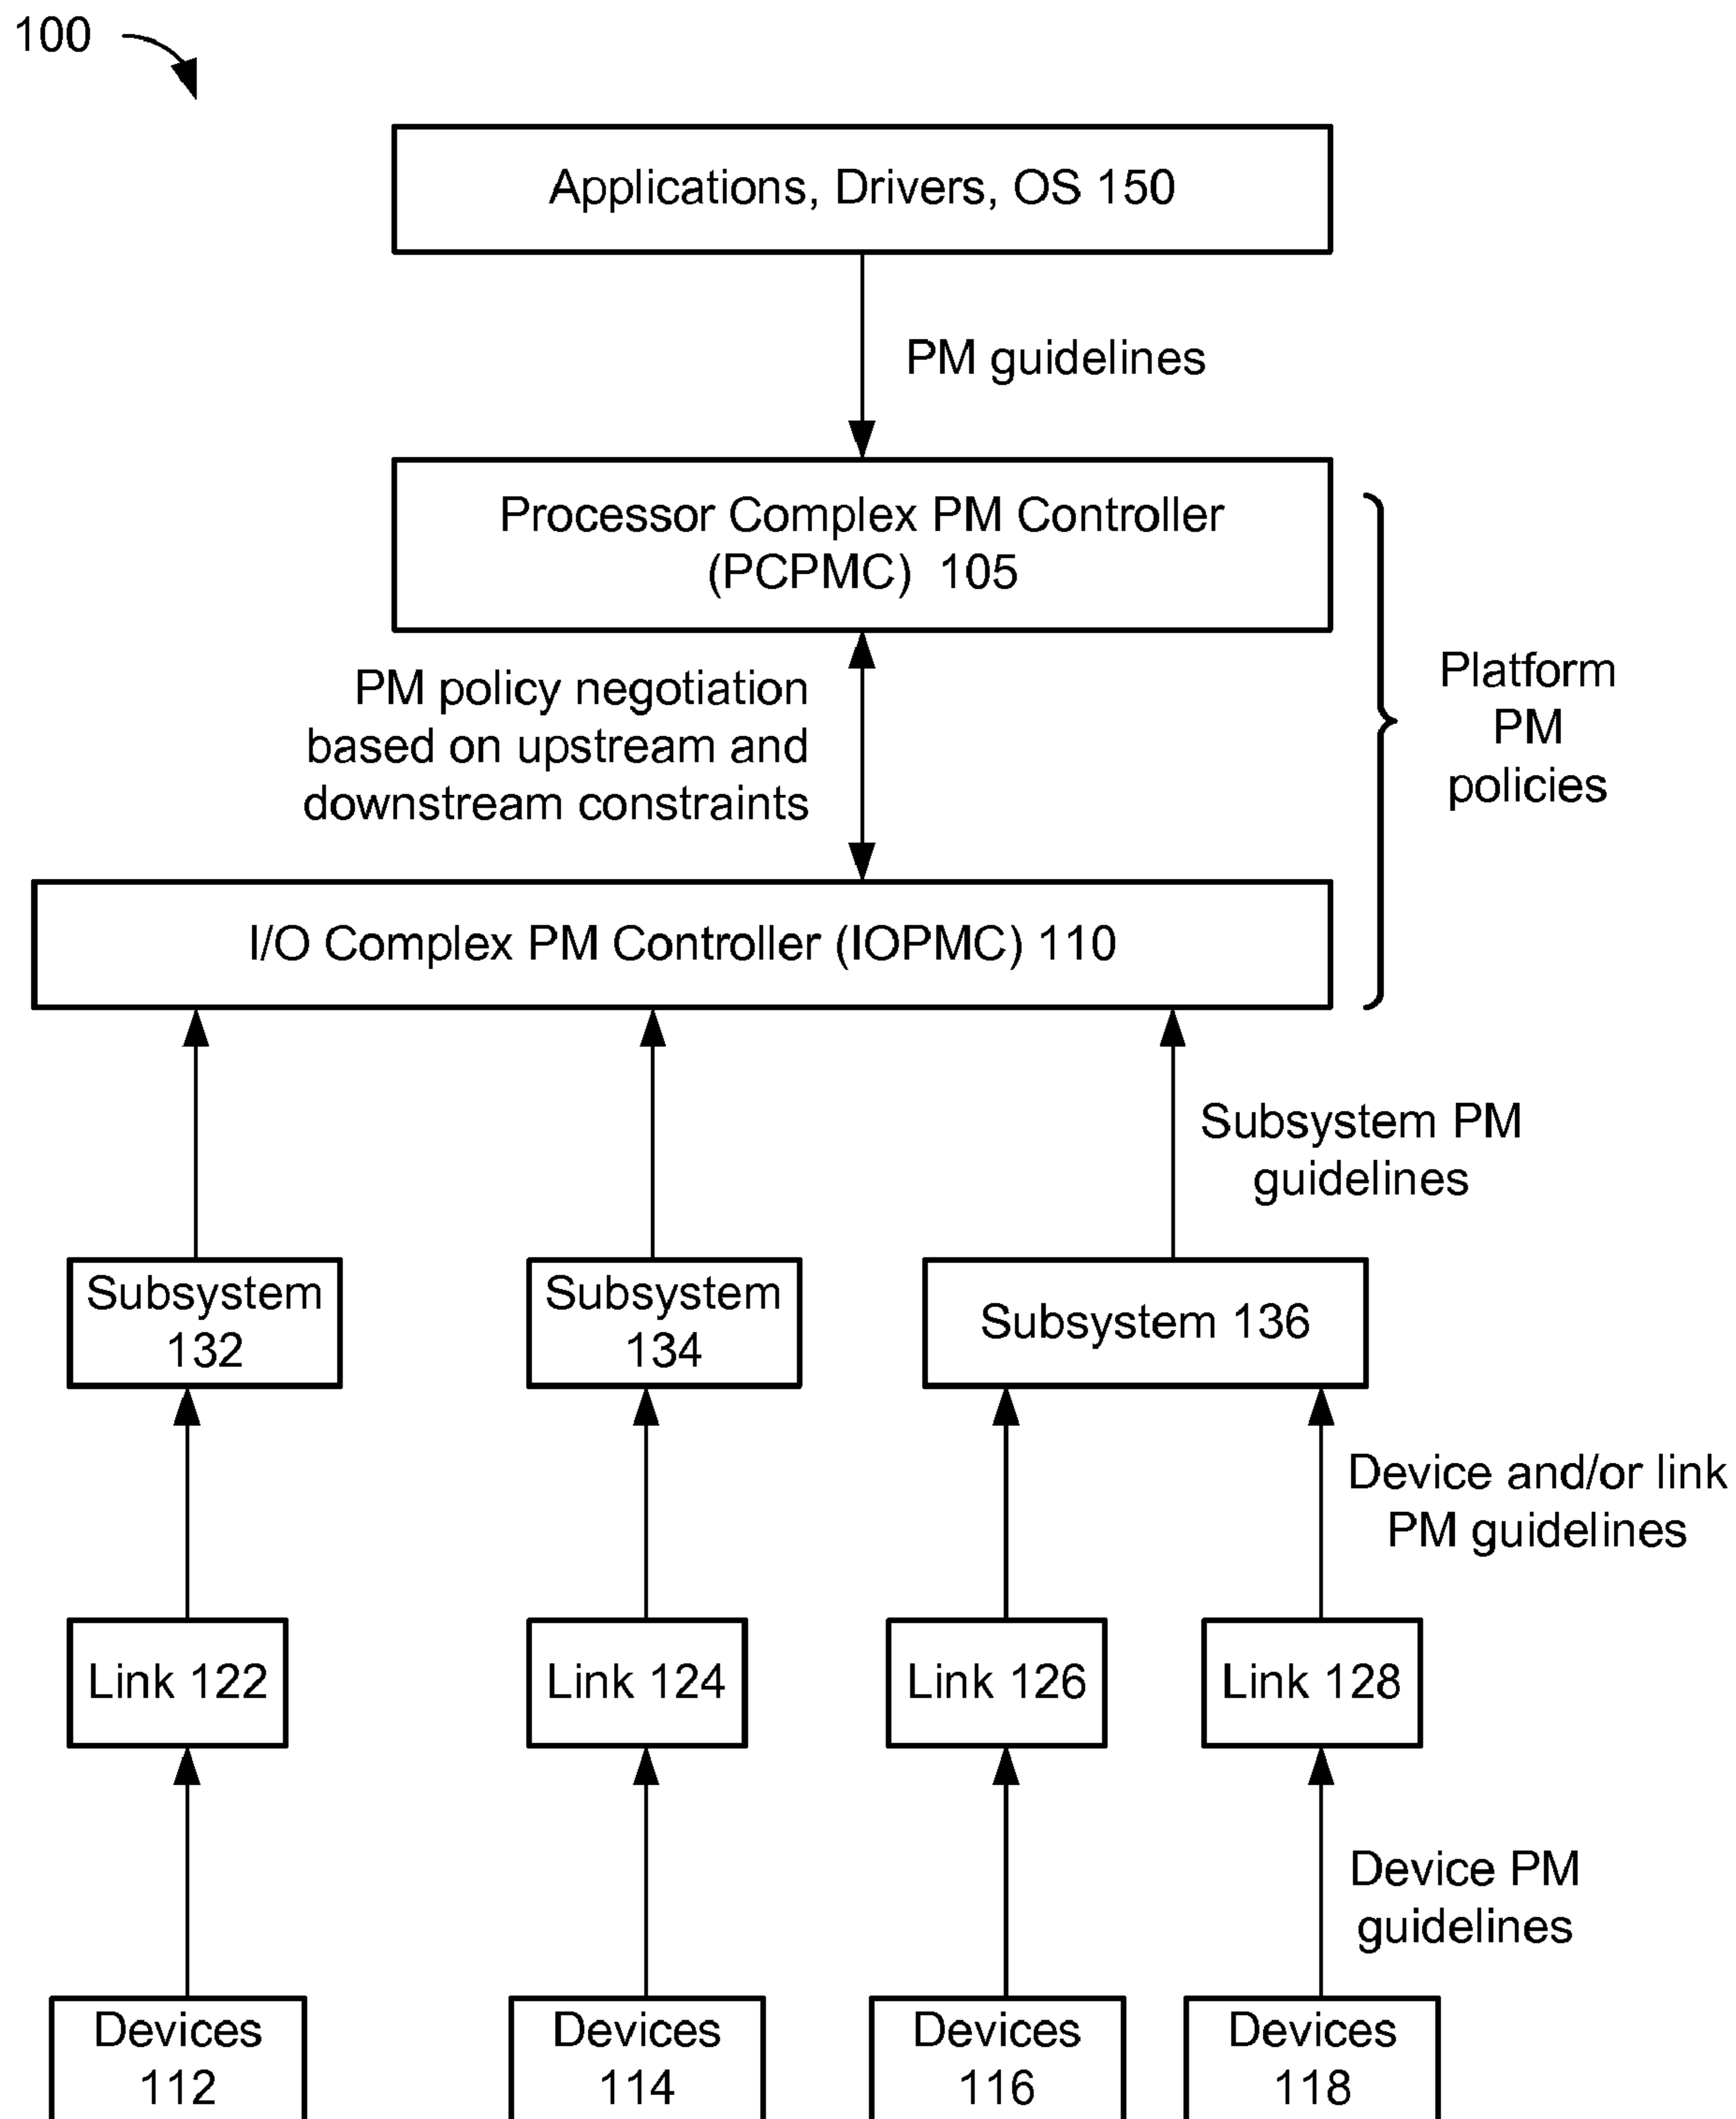 100
Applications, Drivers, OS 150
PM guidelines
Processor Complex PM Controller
(PCPMC) 105
PM policy negotiation
based on upstream and
downstream constraints
Platform
PM
policies
I/O Complex PM Controller (IOPMC) 110
Subsystem PM
guidelines
Subsystem
132
Subsystem
134
Subsystem 136
Device and/or link
PM guidelines
Link 122
Link 124
Link 126
Link 128
Device PM
guidelines
Devices
112
Devices
114
Devices
116
Devices
118